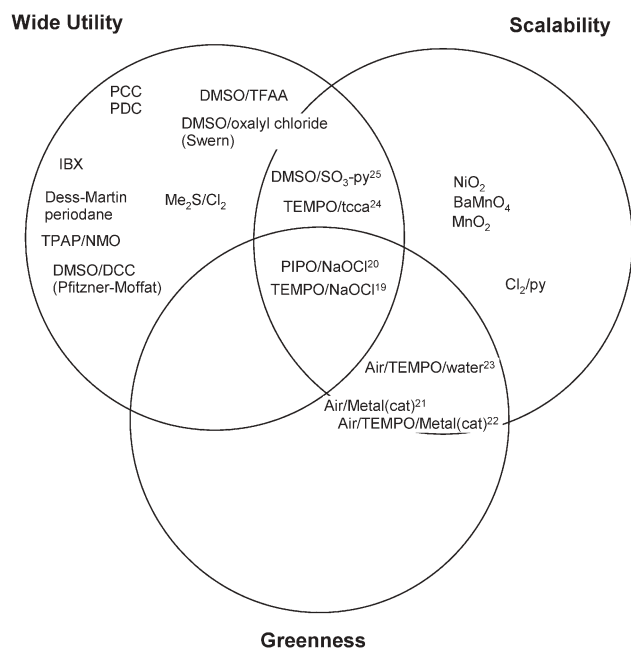 Wide Utility
Scalability
PCC
PDC
DMSO/TFAA
DMSO/oxalyl chloride
(Swern)
IBX
DMSO/SO₃-py²⁵
NiO₂
BaMnO₄
MnO₂
Dess-Martin
periodane
Me₂S/Cl₂
TEMPO/tcca²⁴
TPAP/NMO
DMSO/DCC
(Pfitzner-Moffat)
PIPO/NaOCl²⁰
TEMPO/NaOCl¹⁹
Cl₂/py
Air/TEMPO/water²³
Air/Metal(cat)²¹
Air/TEMPO/Metal(cat)²²
Greenness